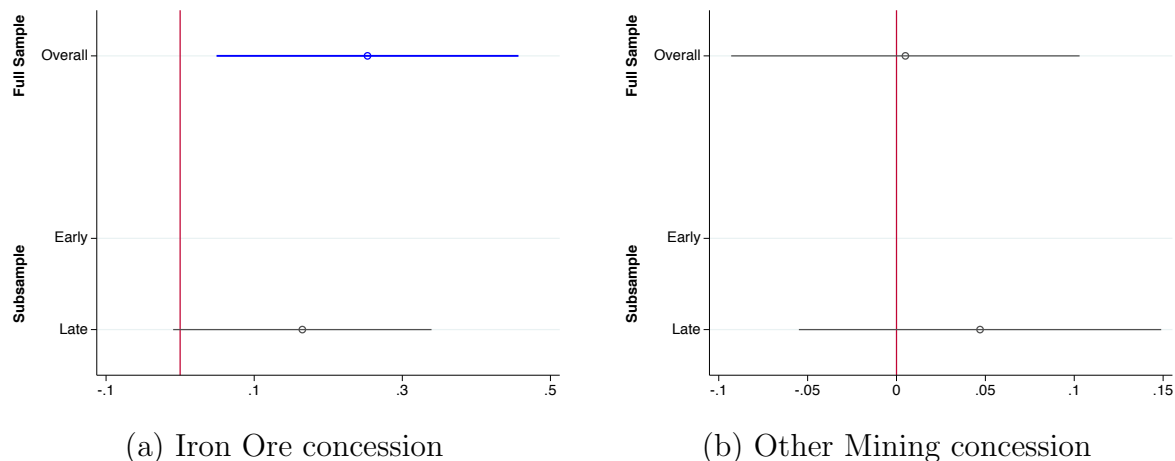 Full Sample
Overall
Subsample
Early
Late
-.1 .1 .3 .5
(a) Iron Ore concession
Full Sample
Overall
Subsample
Early
Late
-.1 -.05 0 .05 .1 .15
(b) Other Mining concession